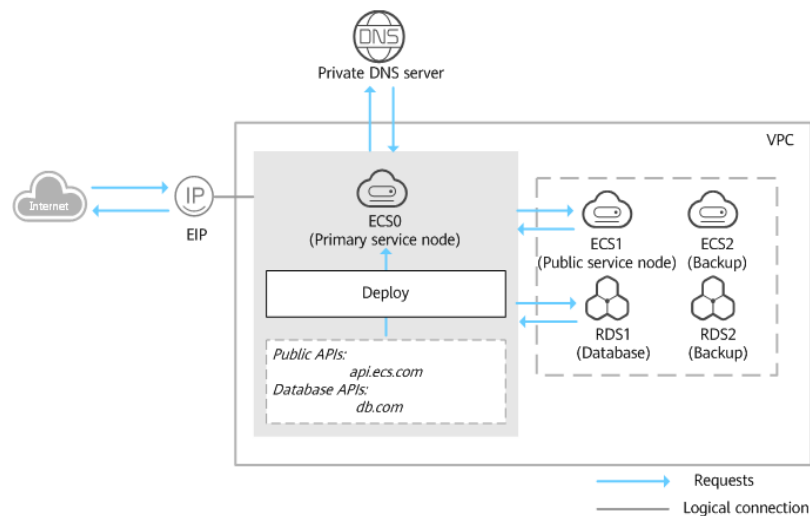 DNS
Private DNS server
VPC
Internet
IP
EIP
ECS0
(Primary service node)
ECS1
(Public service node)
ECS2
(Backup)
Deploy
RDS1
(Database)
RDS2
(Backup)
Public APIs:
api.ecs.com
Database APIs:
db.com
Requests
Logical connection